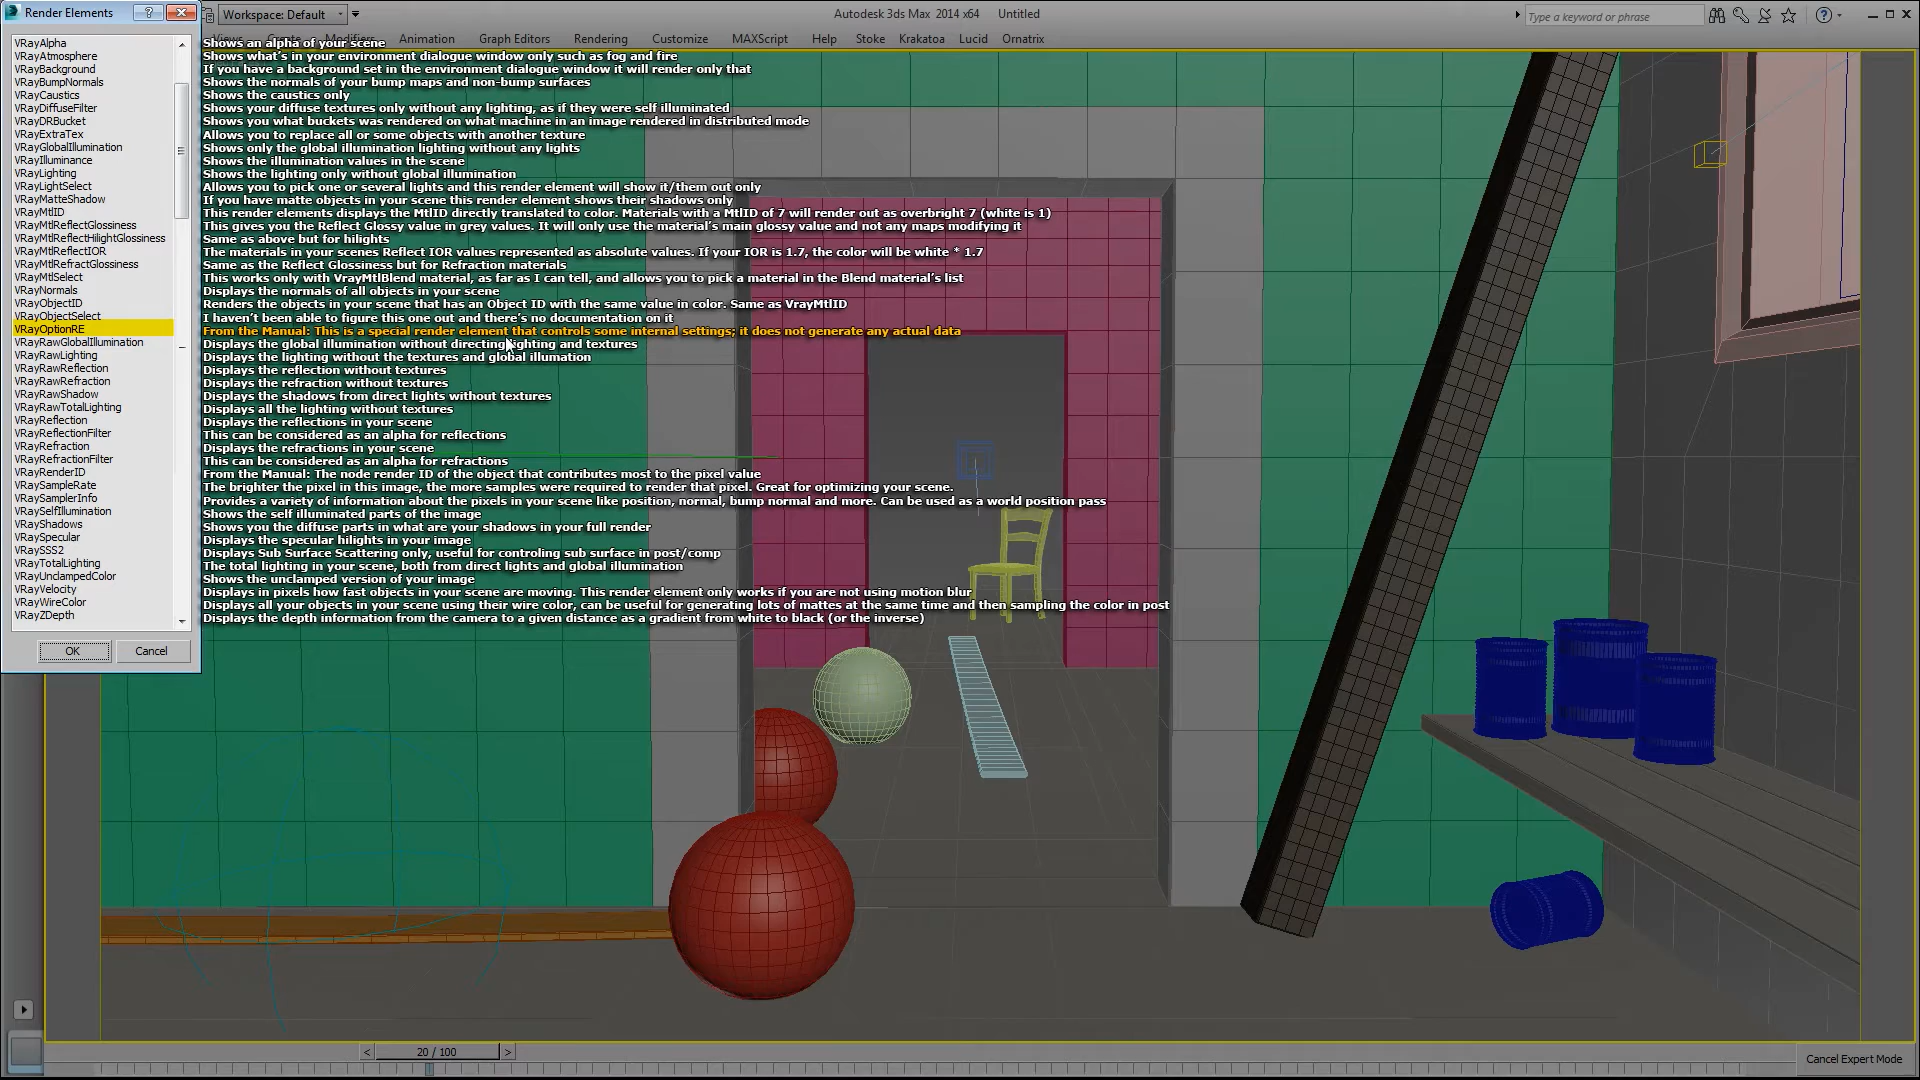 Render Elements
Workspace: Default
Autodesk 3ds Max 2014 x64 Untitled
Type a keyword or phrase
Views Create Modifiers Animation Graph Editors Rendering Customize MAXScript Help Stoke Krakatoa Lucid Ornatrix
VRayAlpha Shows an alpha of your scene
VRayAtmosphere Shows what's in your environment dialogue window only such as fog and fire
VRayBackground If you have a background set in the environment dialogue window it will render only that
VRayBumpNormals Shows the normals of your bump maps and non-bump surfaces
VRayCaustics Shows the caustics only
VRayDiffuseFilter Shows your diffuse textures only without any lighting, as if they were self illuminated
VRayDRBucket Shows you what buckets was rendered on what machine in an image rendered in distributed mode
VRayExtraTex Allows you to replace all or some objects with another texture
VRayGlobalIllumination Shows only the global illumination lighting without any lights
VRayIlluminance Shows the illumination values in the scene
VRayLighting Shows the lighting only without global illumination
VRayLightSelect Allows you to pick one or several lights and this render element will show it/them out only
VRayMatteShadow If you have matte objects in your scene this render element shows their shadows only
VRayMtlID This render elements displays the MtlID directly translated to color. Materials with a MtlID of 7 will render out as overbright 7 (white is 1)
VRayMtlReflectGlossiness This gives you the Reflect Glossy value in grey values. It will only use the material's main glossy value and not any maps modifying it
VRayMtlReflectHilightGlossiness Same as above but for hilights
VRayMtlReflectIOR The materials in your scenes Reflect IOR values represented as absolute values. If your IOR is 1.7, the color will be white * 1.7
VRayMtlRefractGlossiness Same as the Reflect Glossiness but for Refraction materials
VRayMtlSelect This works only with VrayMtlBlend material, as far as I can tell, and allows you to pick a material in the Blend material's list
VRayNormals Displays the normals of all objects in your scene
VRayObjectID Renders the objects in your scene that has an Object ID with the same value in color. Same as VrayMtlID
VRayObjectSelect I haven't been able to figure this one out and there's no documentation on it
VRayOptionRE From the Manual: This is a special render element that controls some internal settings; it does not generate any actual data
VRayRawGlobalIllumination Displays the global illumination without directing lighting and textures
VRayRawLighting Displays the lighting without the textures and global illumation
VRayRawReflection Displays the reflection without textures
VRayRawRefraction Displays the refraction without textures
VRayRawShadow Displays the shadows from direct lights without textures
VRayRawTotalLighting Displays all the lighting without textures
VRayReflection Displays the reflections in your scene
VRayReflectionFilter This can be considered as an alpha for reflections
VRayRefraction Displays the refractions in your scene
VRayRefractionFilter This can be considered as an alpha for refractions
VRayRenderID From the Manual: The node render ID of the object that contributes most to the pixel value
VRaySampleRate The brighter the pixel in this image, the more samples were required to render that pixel. Great for optimizing your scene.
VRaySamplerInfo Provides a variety of information about the pixels in your scene like position, normal, bump normal and more. Can be used as a world position pass
VRaySelfIllumination Shows the self illuminated parts of the image
VRayShadows Shows you the diffuse parts in what are your shadows in your full render
VRaySpecular Displays the specular hilights in your image
VRaySSS2 Displays Sub Surface Scattering only, useful for controling sub surface in post/comp
VRayTotalLighting The total lighting in your scene, both from direct lights and global illumination
VRayUnclampedColor Shows the unclamped version of your image
VRayVelocity Displays in pixels how fast objects in your scene are moving. This render element only works if you are not using motion blur
VRayWireColor Displays all your objects in your scene using their wire color, can be useful for generating lots of mattes at the same time and then sampling the color in post
VRayZDepth Displays the depth information from the camera to a given distance as a gradient from white to black (or the inverse)
OK Cancel
< 20 / 100 >
Cancel Expert Mode